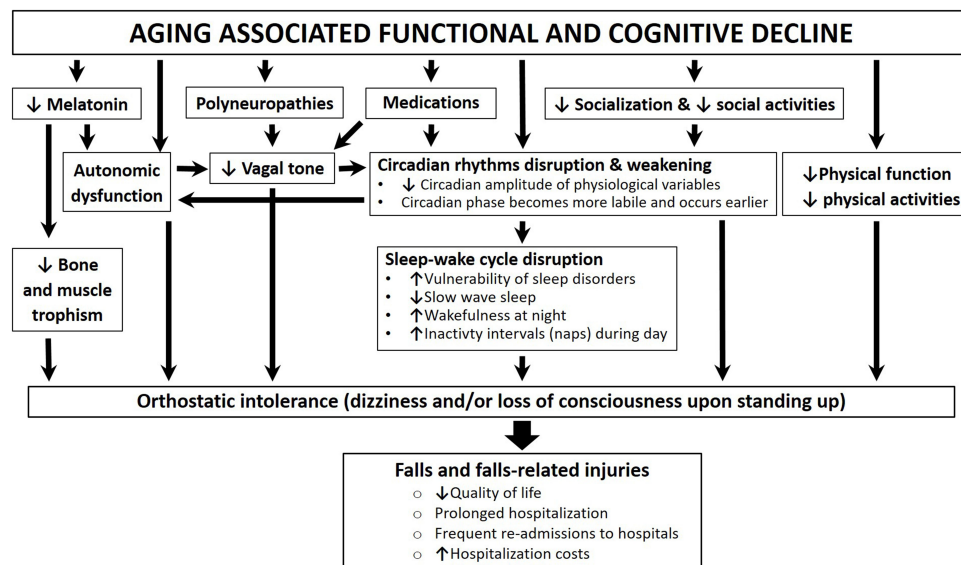 AGING ASSOCIATED FUNCTIONAL AND COGNITIVE DECLINE
↓ Melatonin
Polyneuropathies
Medications
↓ Socialization & ↓ social activities
Autonomic
dysfunction
↓ Vagal tone
Circadian rhythms disruption & weakening
• ↓ Circadian amplitude of physiological variables
• Circadian phase becomes more labile and occurs earlier
↓Physical function
↓ physical activities
↓ Bone
and muscle
trophism
Sleep-wake cycle disruption
• ↑Vulnerability of sleep disorders
• ↓Slow wave sleep
• ↑Wakefulness at night
• ↑Inactivty intervals (naps) during day
Orthostatic intolerance (dizziness and/or loss of consciousness upon standing up)
Falls and falls-related injuries
○ ↓Quality of life
○ Prolonged hospitalization
○ Frequent re-admissions to hospitals
○ ↑Hospitalization costs